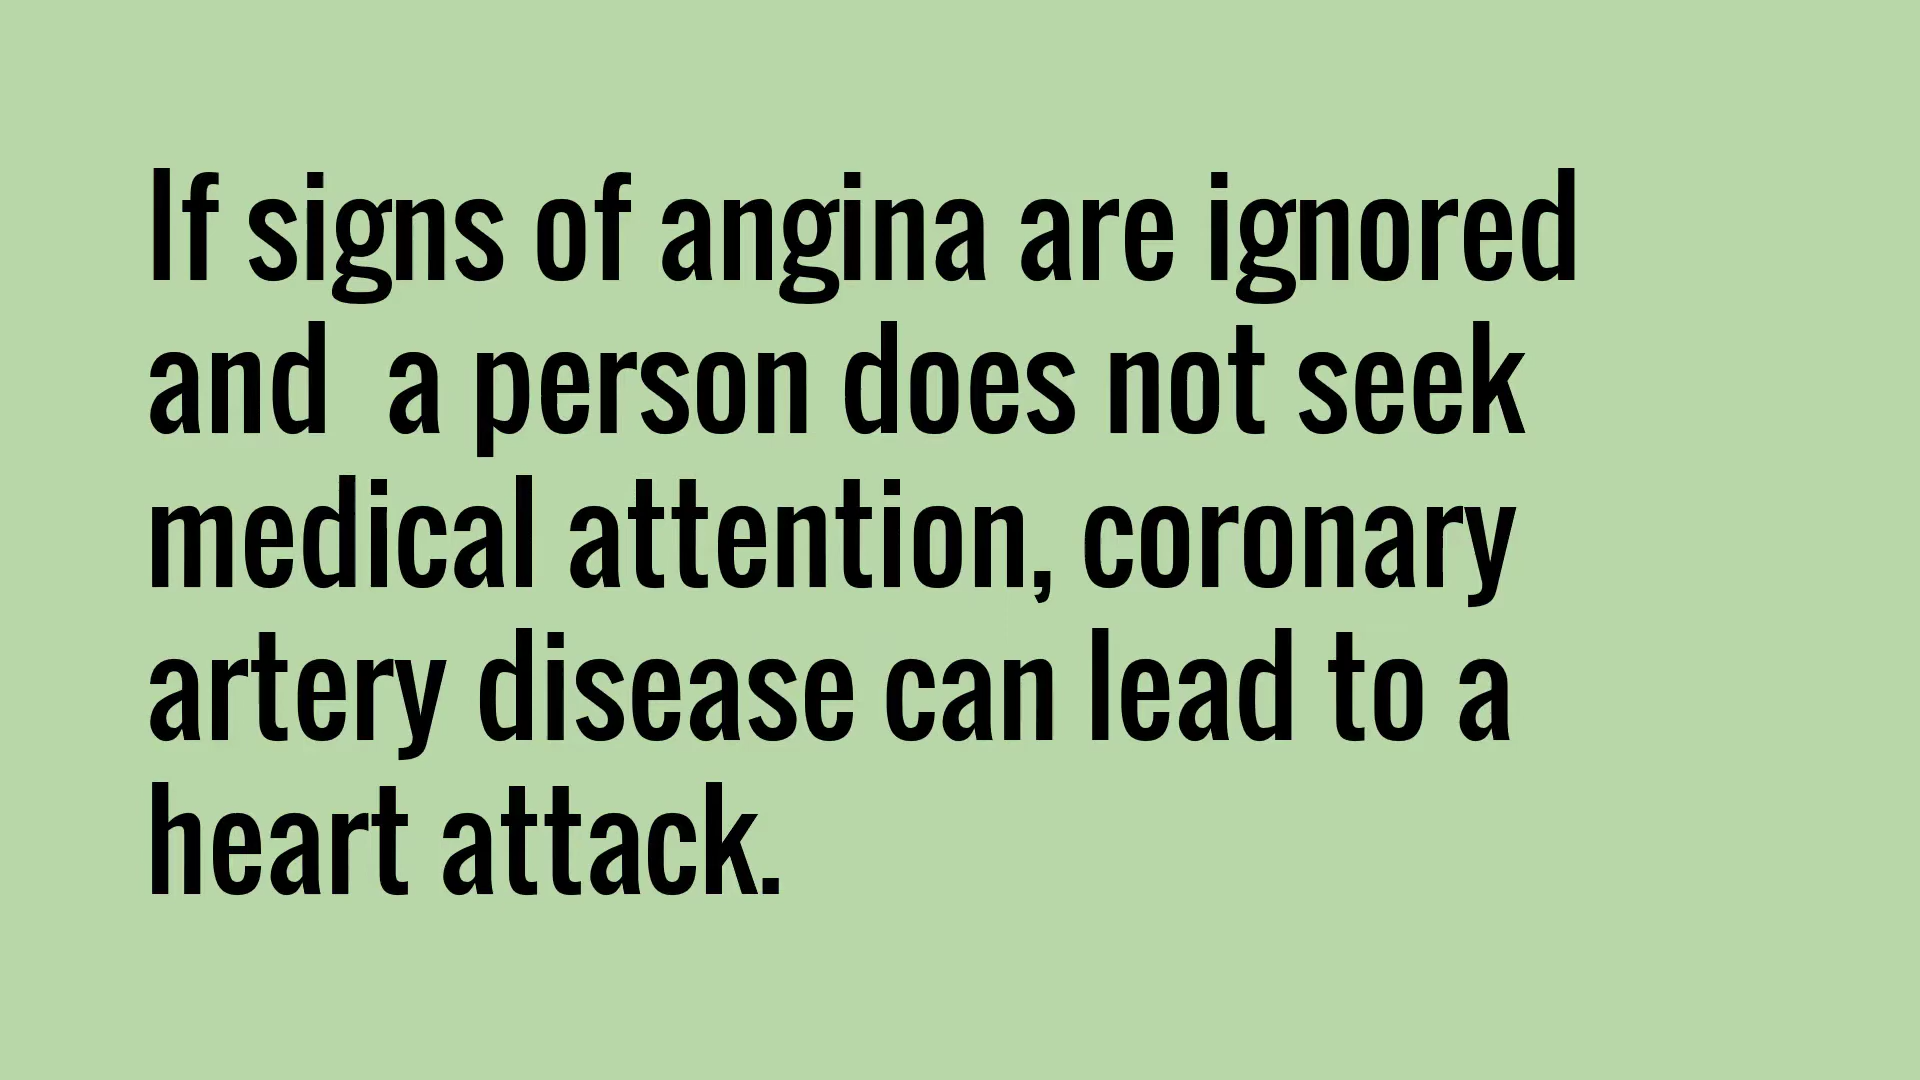 If signs of angina are ignored
and  a person does not seek
medical attention, coronary
artery disease can lead to a
heart attack.